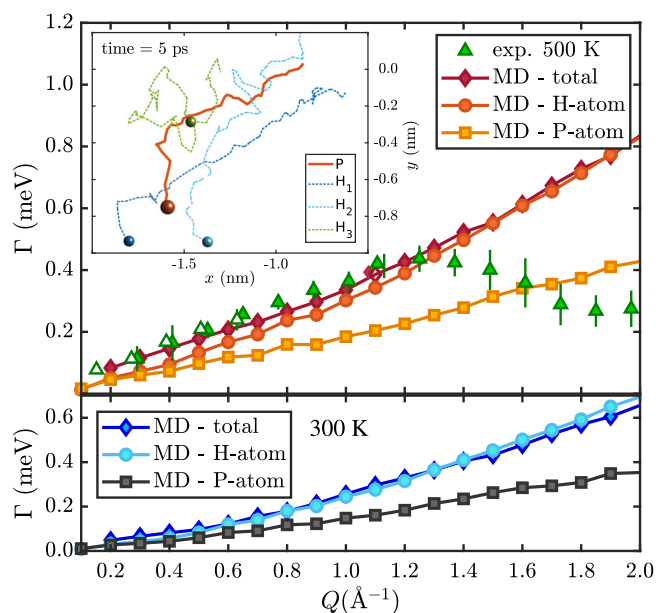 1.2
1.0
0.8
0.6
0.4
0.2
Γ (meV)
time = 5 ps
0.0
-0.2
-0.4
-0.6
-0.8
y (nm)
-1.5
-1.0
x (nm)
P
H1
H2
H3
exp. 500 K
MD - total
MD - H-atom
MD - P-atom
0.6
0.4
0.2
0.0
Γ (meV)
MD - total
MD - H-atom
MD - P-atom
300 K
0.2 0.4 0.6 0.8 1.0 1.2 1.4 1.6 1.8 2.0
Q(Å⁻¹)